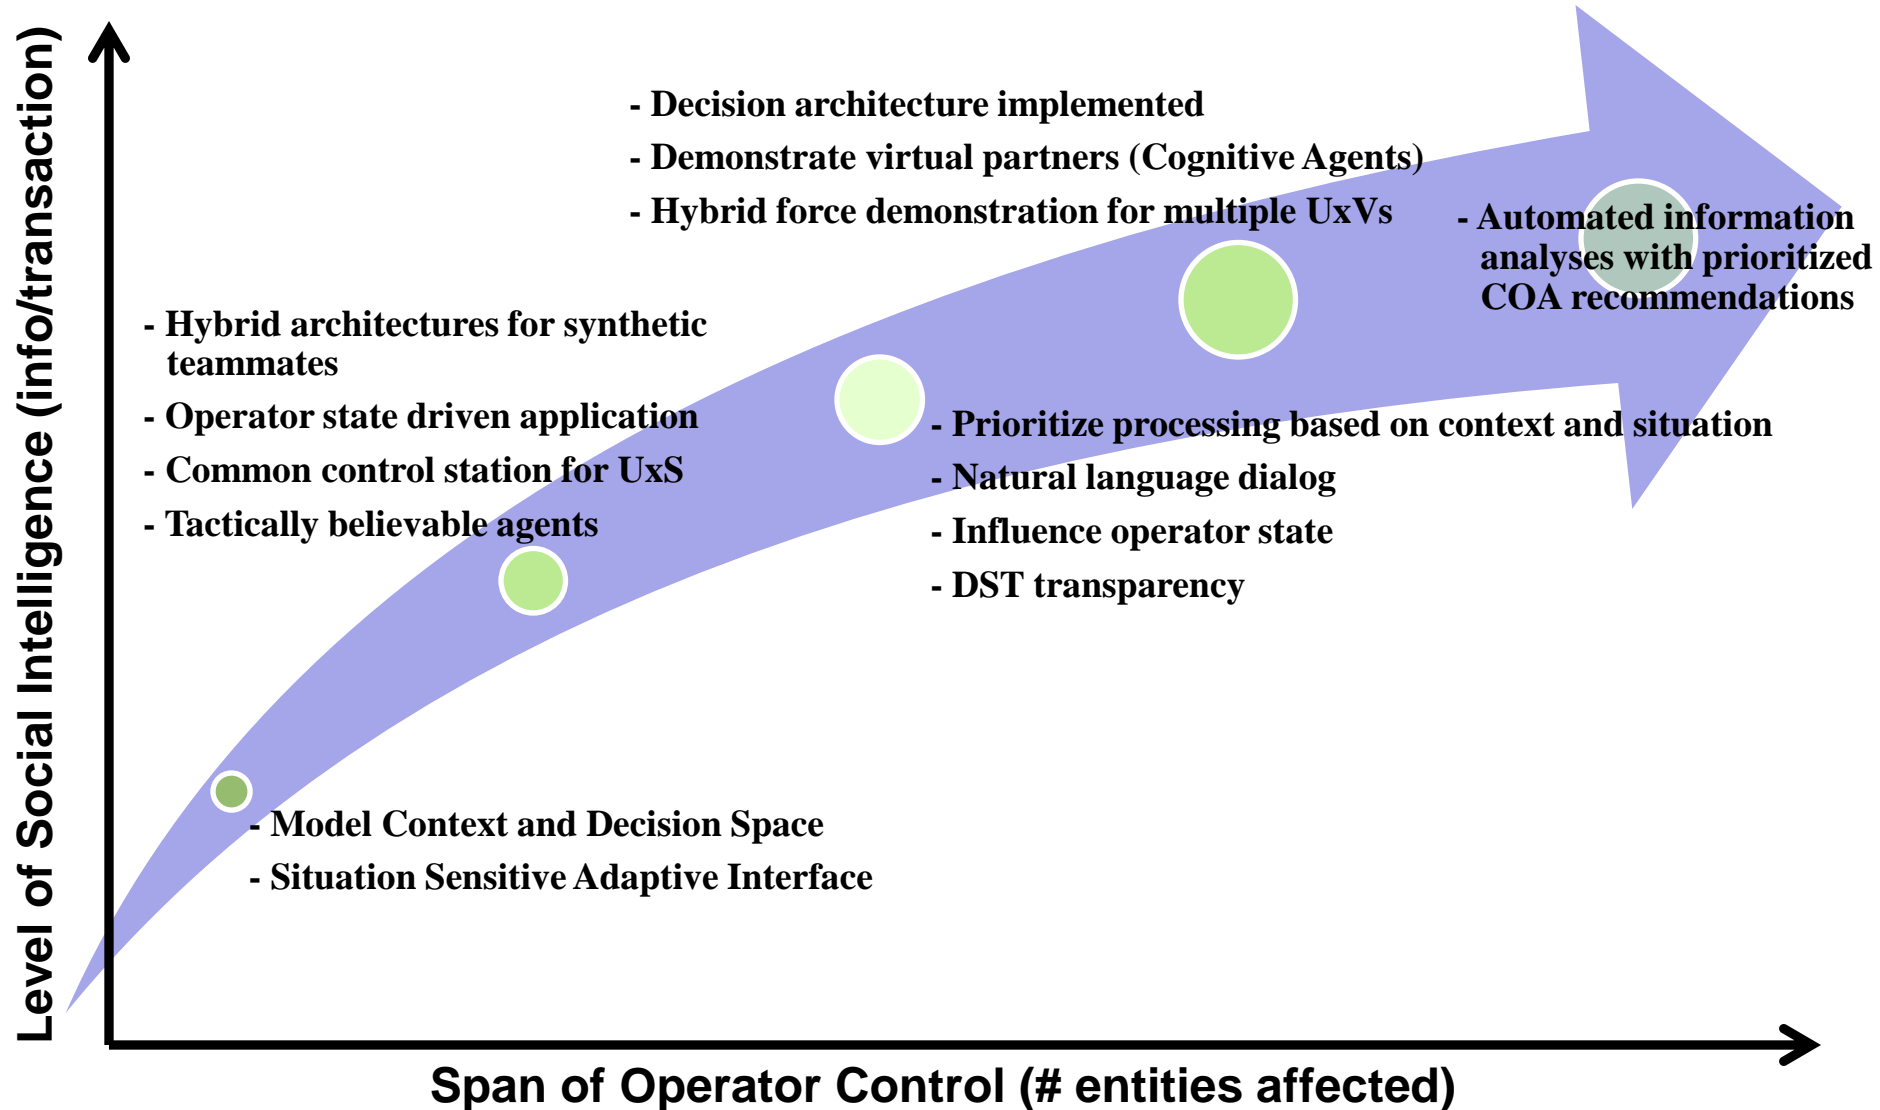 Level of Social Intelligence (info/transaction)
- Decision architecture implemented
- Demonstrate virtual partners (Cognitive Agents)
- Hybrid force demonstration for multiple UxVs
- Automated information
analyses with prioritized
COA recommendations
- Hybrid architectures for synthetic
teammates
- Operator state driven application
- Common control station for UxS
- Tactically believable agents
- Prioritize processing based on context and situation
- Natural language dialog
- Influence operator state
- DST transparency
- Model Context and Decision Space
- Situation Sensitive Adaptive Interface
Span of Operator Control (# entities affected)